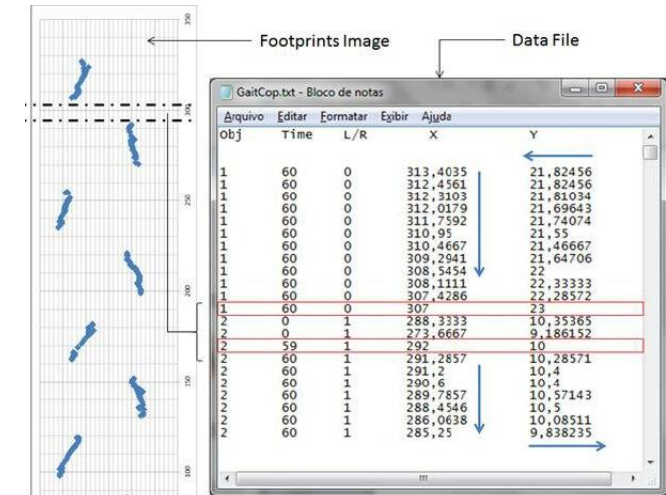 Footprints Image
Data File
350
300
250
200
150
100
GaitCop.txt - Bloco de notas
Arquivo Editar Formatar Exibir Ajuda
Obj Time L/R X Y
1 60 0 313,4035 21,82456
1 60 0 312,4561 21,82456
1 60 0 312,3103 21,81034
1 60 0 312,0179 21,69643
1 60 0 311,7592 21,74074
1 60 0 310,95 21,55
1 60 0 310,4667 21,46667
1 60 0 309,2941 21,64706
1 60 0 308,5454 22
1 60 0 308,1111 22,33333
1 60 0 307,4286 22,28572
1 60 0 307 23
2 0 1 288,3333 10,35365
2 0 1 273,6667 9,186152
2 59 1 292 10
2 60 1 291,2857 10,28571
2 60 1 291,2 10,4
2 60 1 290,6 10,4
2 60 1 289,7857 10,57143
2 60 1 288,4546 10,5
2 60 1 286,0638 10,08511
2 60 1 285,25 9,838235